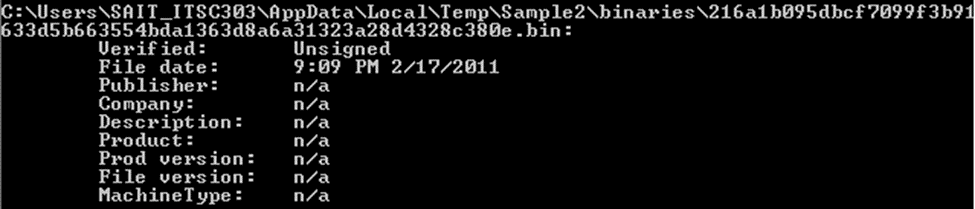 C:\Users\SAIT_ITSC303\AppData\Local\Temp\Sample2\binaries\216a1b095dbcf7099f3b91
633d5b663554bda1363d8a6a31323a28d4328c380e.bin:
Verified: Unsigned
File date: 9:09 PM 2/17/2011
Publisher: n/a
Company: n/a
Description: n/a
Product: n/a
Prod version: n/a
File version: n/a
MachineType: n/a